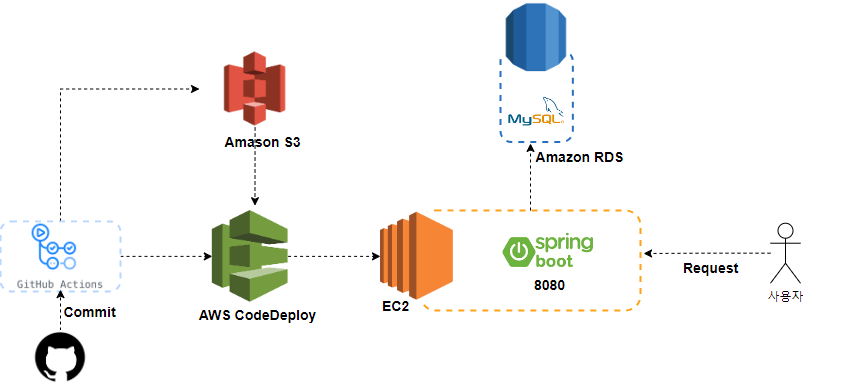 Amason S3
MySQL
Amazon RDS
spring
boot
8080
GitHub Actions
Commit
AWS CodeDeploy
EC2
Request
사용자